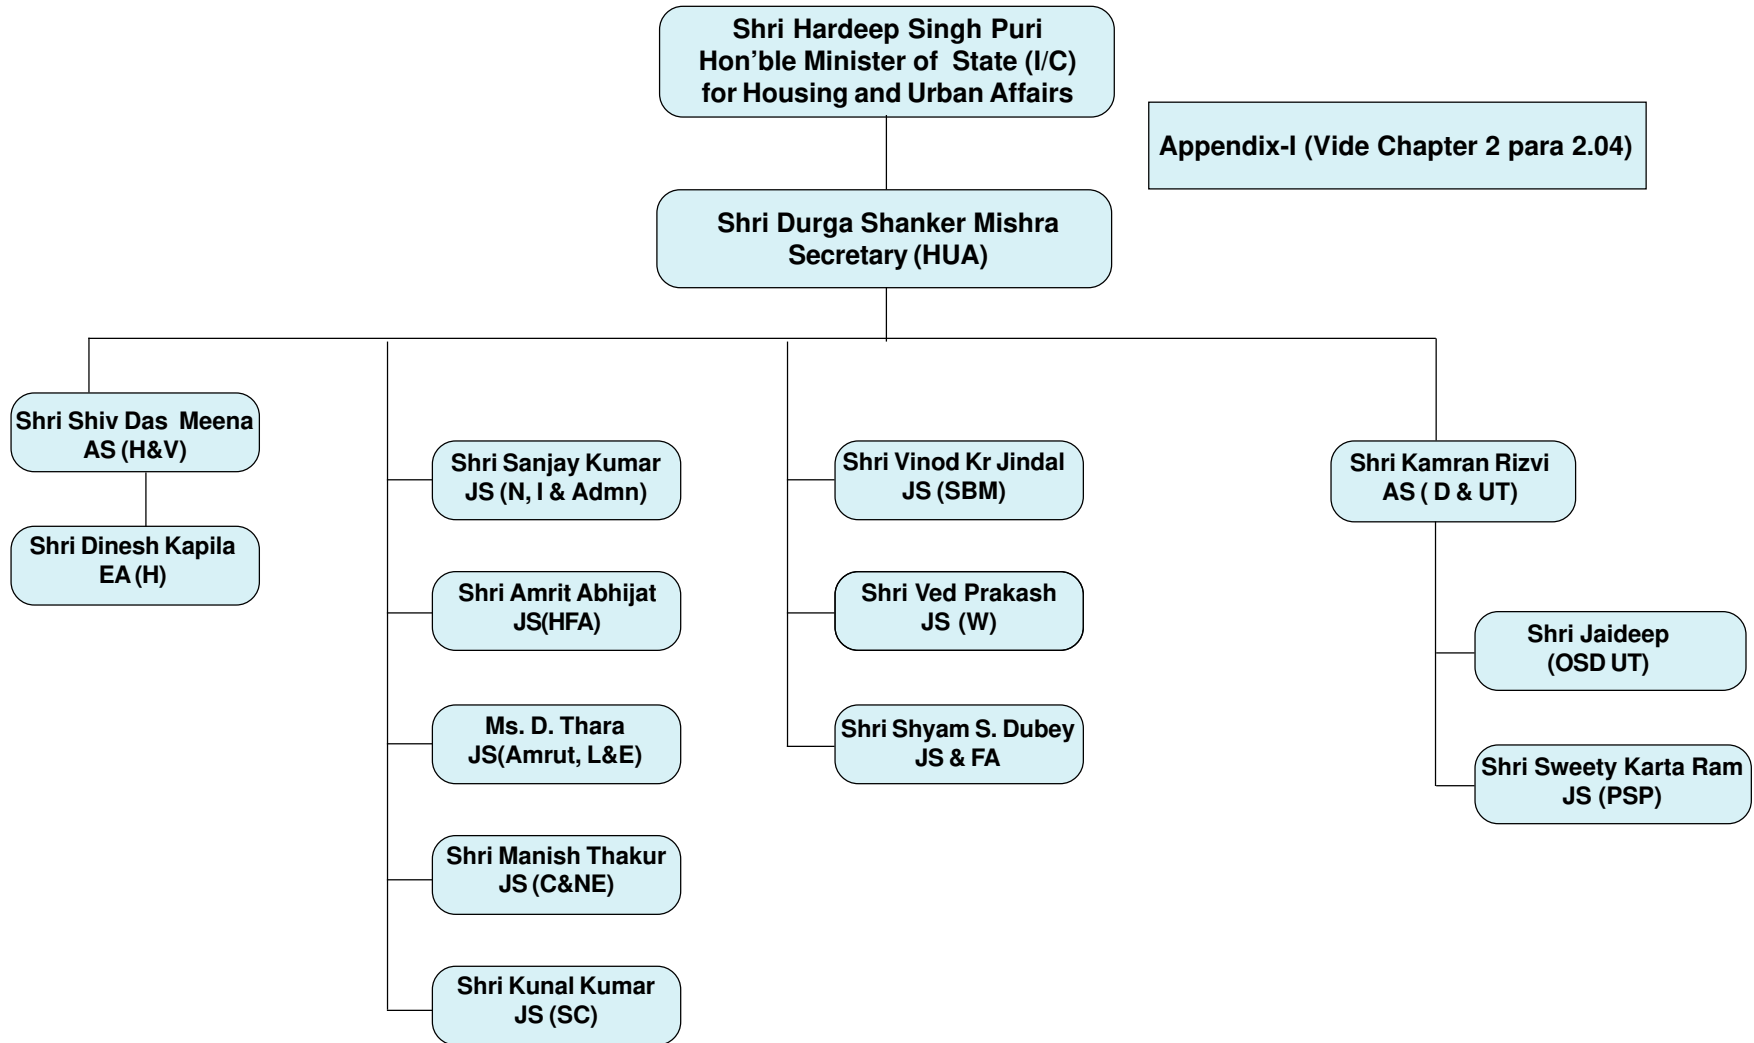 Shri Hardeep Singh Puri
Hon’ble Minister of State (I/C)
for Housing and Urban Affairs
Appendix-I (Vide Chapter 2 para 2.04)
Shri Durga Shanker Mishra
Secretary (HUA)
Shri Shiv Das Meena
AS (H&V)
Shri Dinesh Kapila
EA (H)
Shri Sanjay Kumar
JS (N, I & Admn)
Shri Amrit Abhijat
JS(HFA)
Ms. D. Thara
JS(Amrut, L&E)
Shri Manish Thakur
JS (C&NE)
Shri Kunal Kumar
JS (SC)
Shri Vinod Kr Jindal
JS (SBM)
Shri Ved Prakash
JS (W)
Shri Shyam S. Dubey
JS & FA
Shri Kamran Rizvi
AS ( D & UT)
Shri Jaideep
(OSD UT)
Shri Sweety Karta Ram
JS (PSP)